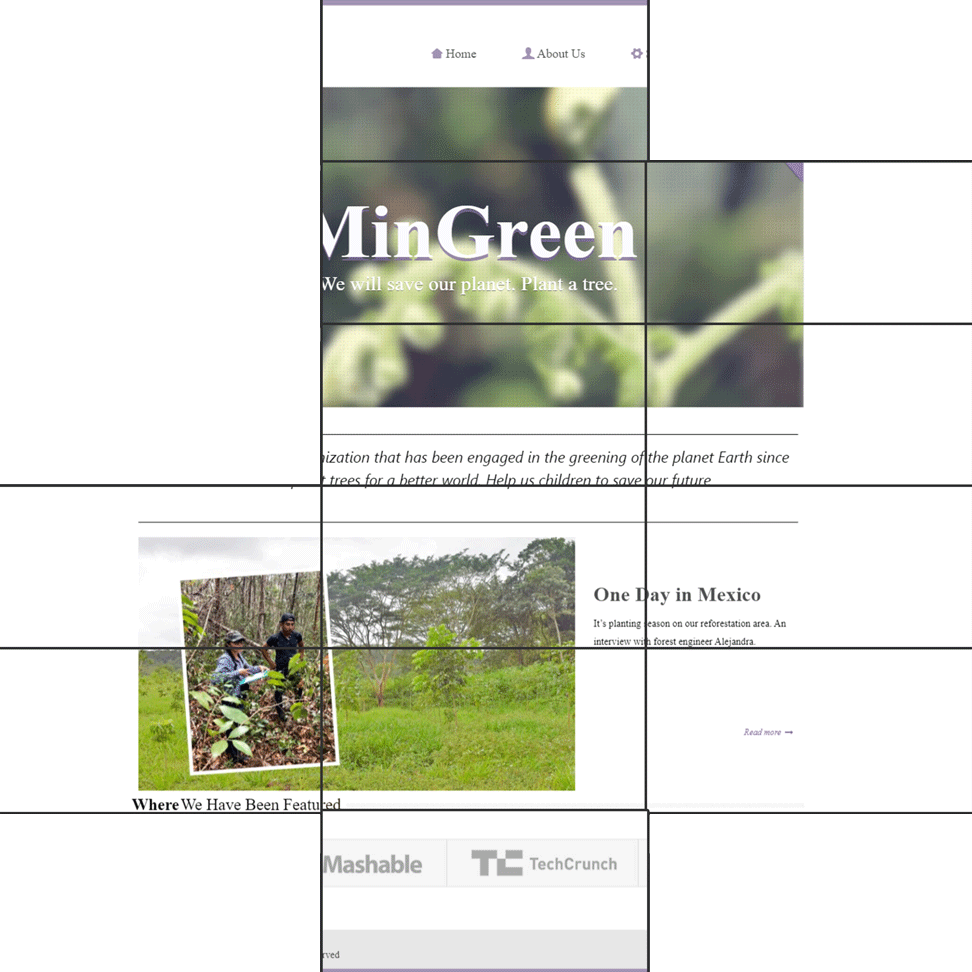 Home About Us
MinGreen
We will save our planet. Plant a tree.
that has been engaged in the greening of the planet Earth since
trees for a better world. Help us children to save our future
One Day in Mexico
It's planting season on our reforestation area. An
interview with forest engineer Alejandra.
Read more →
Where We Have Been Featured
Mashable TechCrunch